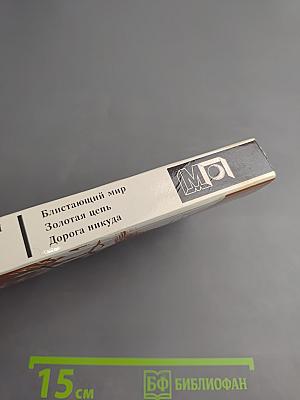 Блистающий мир
Золотая цепь
Дорога никуда
15 см
БФ БИБЛИОФАН